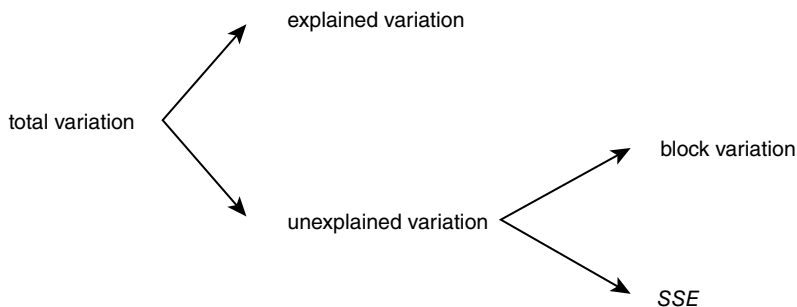 explained variation
total variation
block variation
unexplained variation
SSE